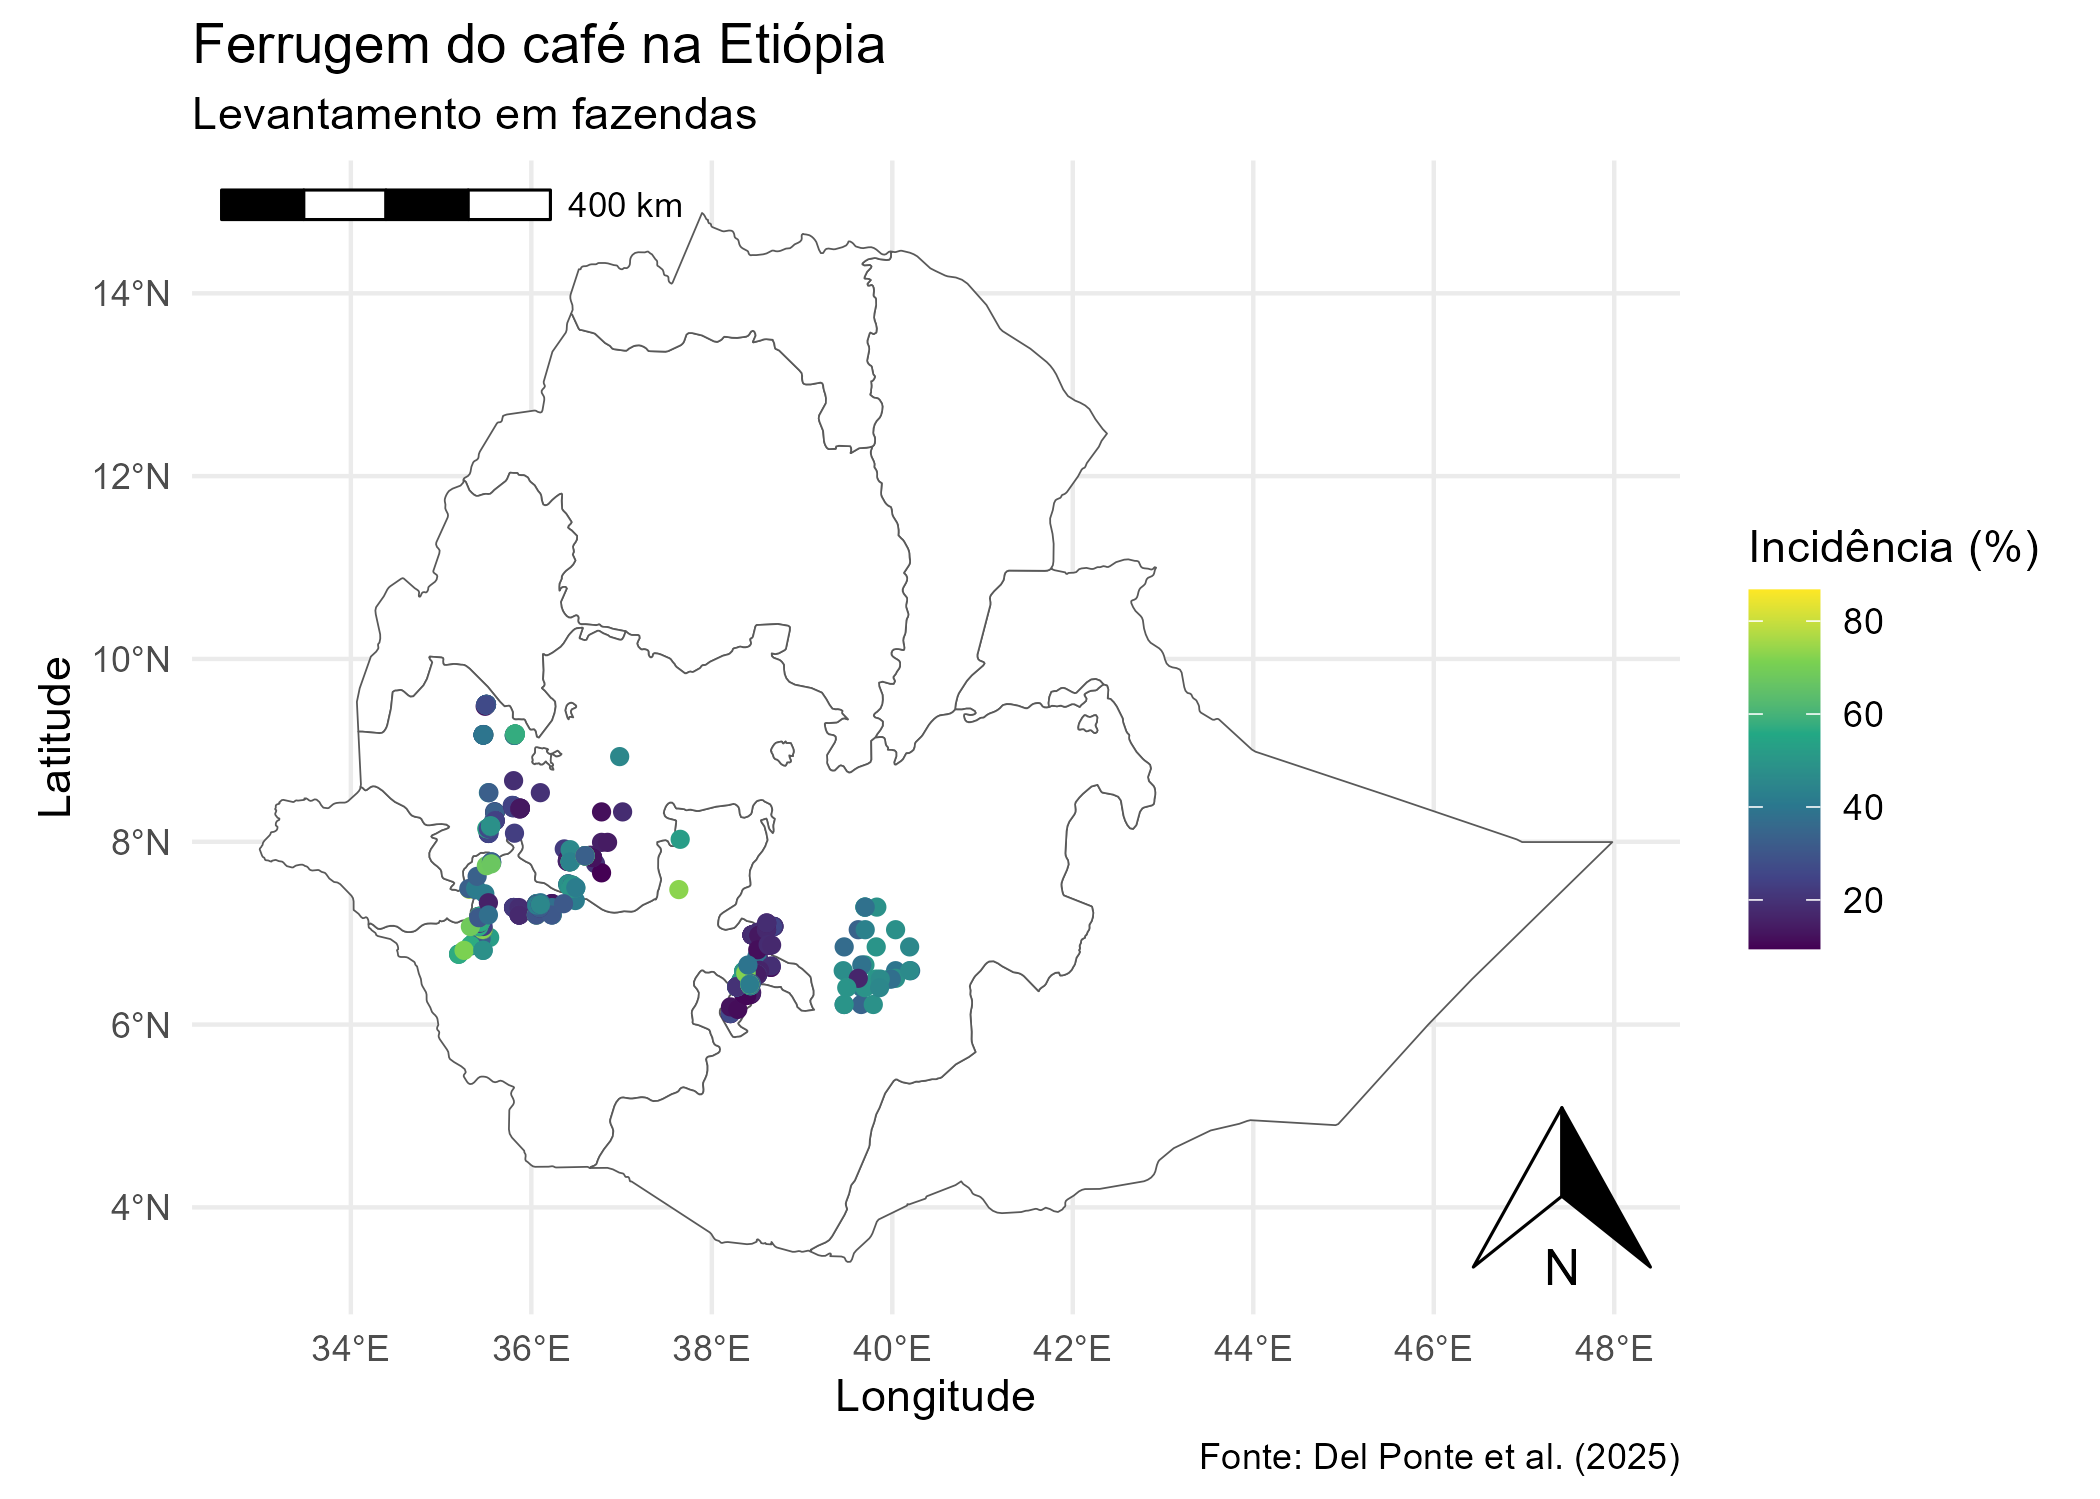 Ferrugem do café na Etiópia
Levantamento em fazendas
400 km
14°N
12°N
10°N
8°N
6°N
4°N
Latitude
34°E
36°E
38°E
40°E
42°E
44°E
46°E
48°E
Longitude
Incidência (%)
80
60
40
20
N
Fonte: Del Ponte et al. (2025)